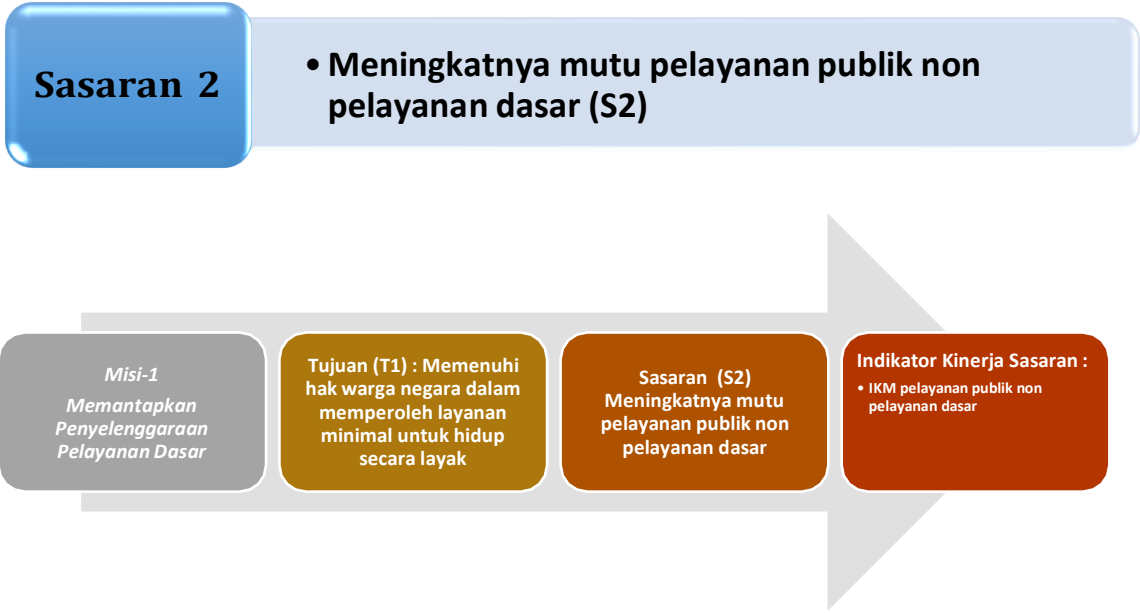 Sasaran 2
• Meningkatnya mutu pelayanan publik non
pelayanan dasar (S2)
Misi-1
Memantapkan
Penyelenggaraan
Pelayanan Dasar
Tujuan (T1) : Memenuhi
hak warga negara dalam
memperoleh layanan
minimal untuk hidup
secara layak
Sasaran (S2)
Meningkatnya mutu
pelayanan publik non
pelayanan dasar
Indikator Kinerja Sasaran :
• IKM pelayanan publik non
pelayanan dasar